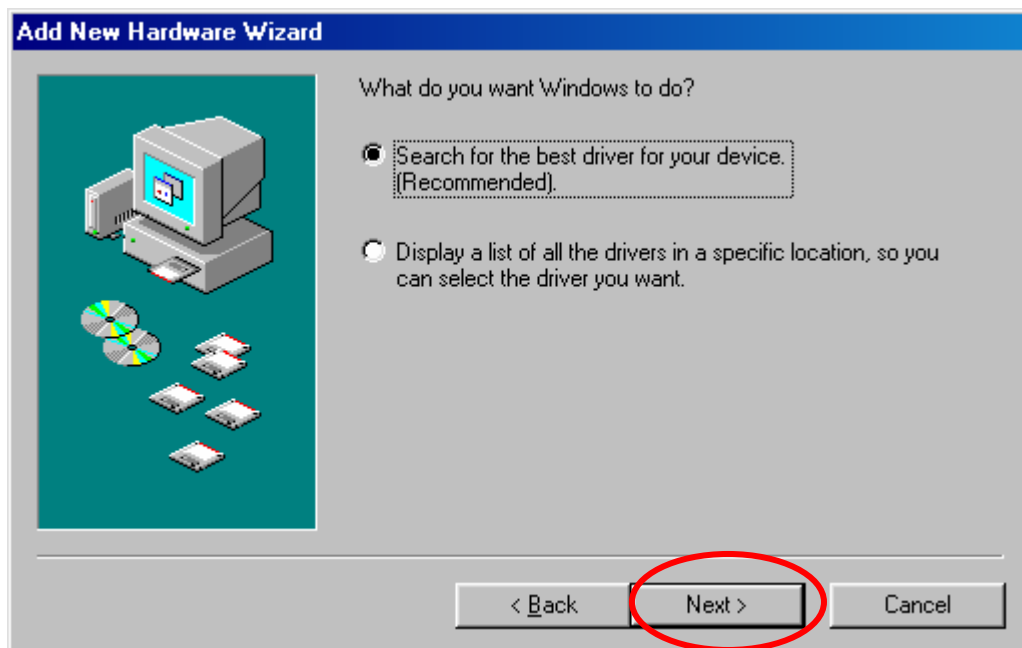 Add New Hardware Wizard
What do you want Windows to do?
Search for the best driver for your device.
(Recommended).
Display a list of all the drivers in a specific location, so you
can select the driver you want.
< Back
Next >
Cancel